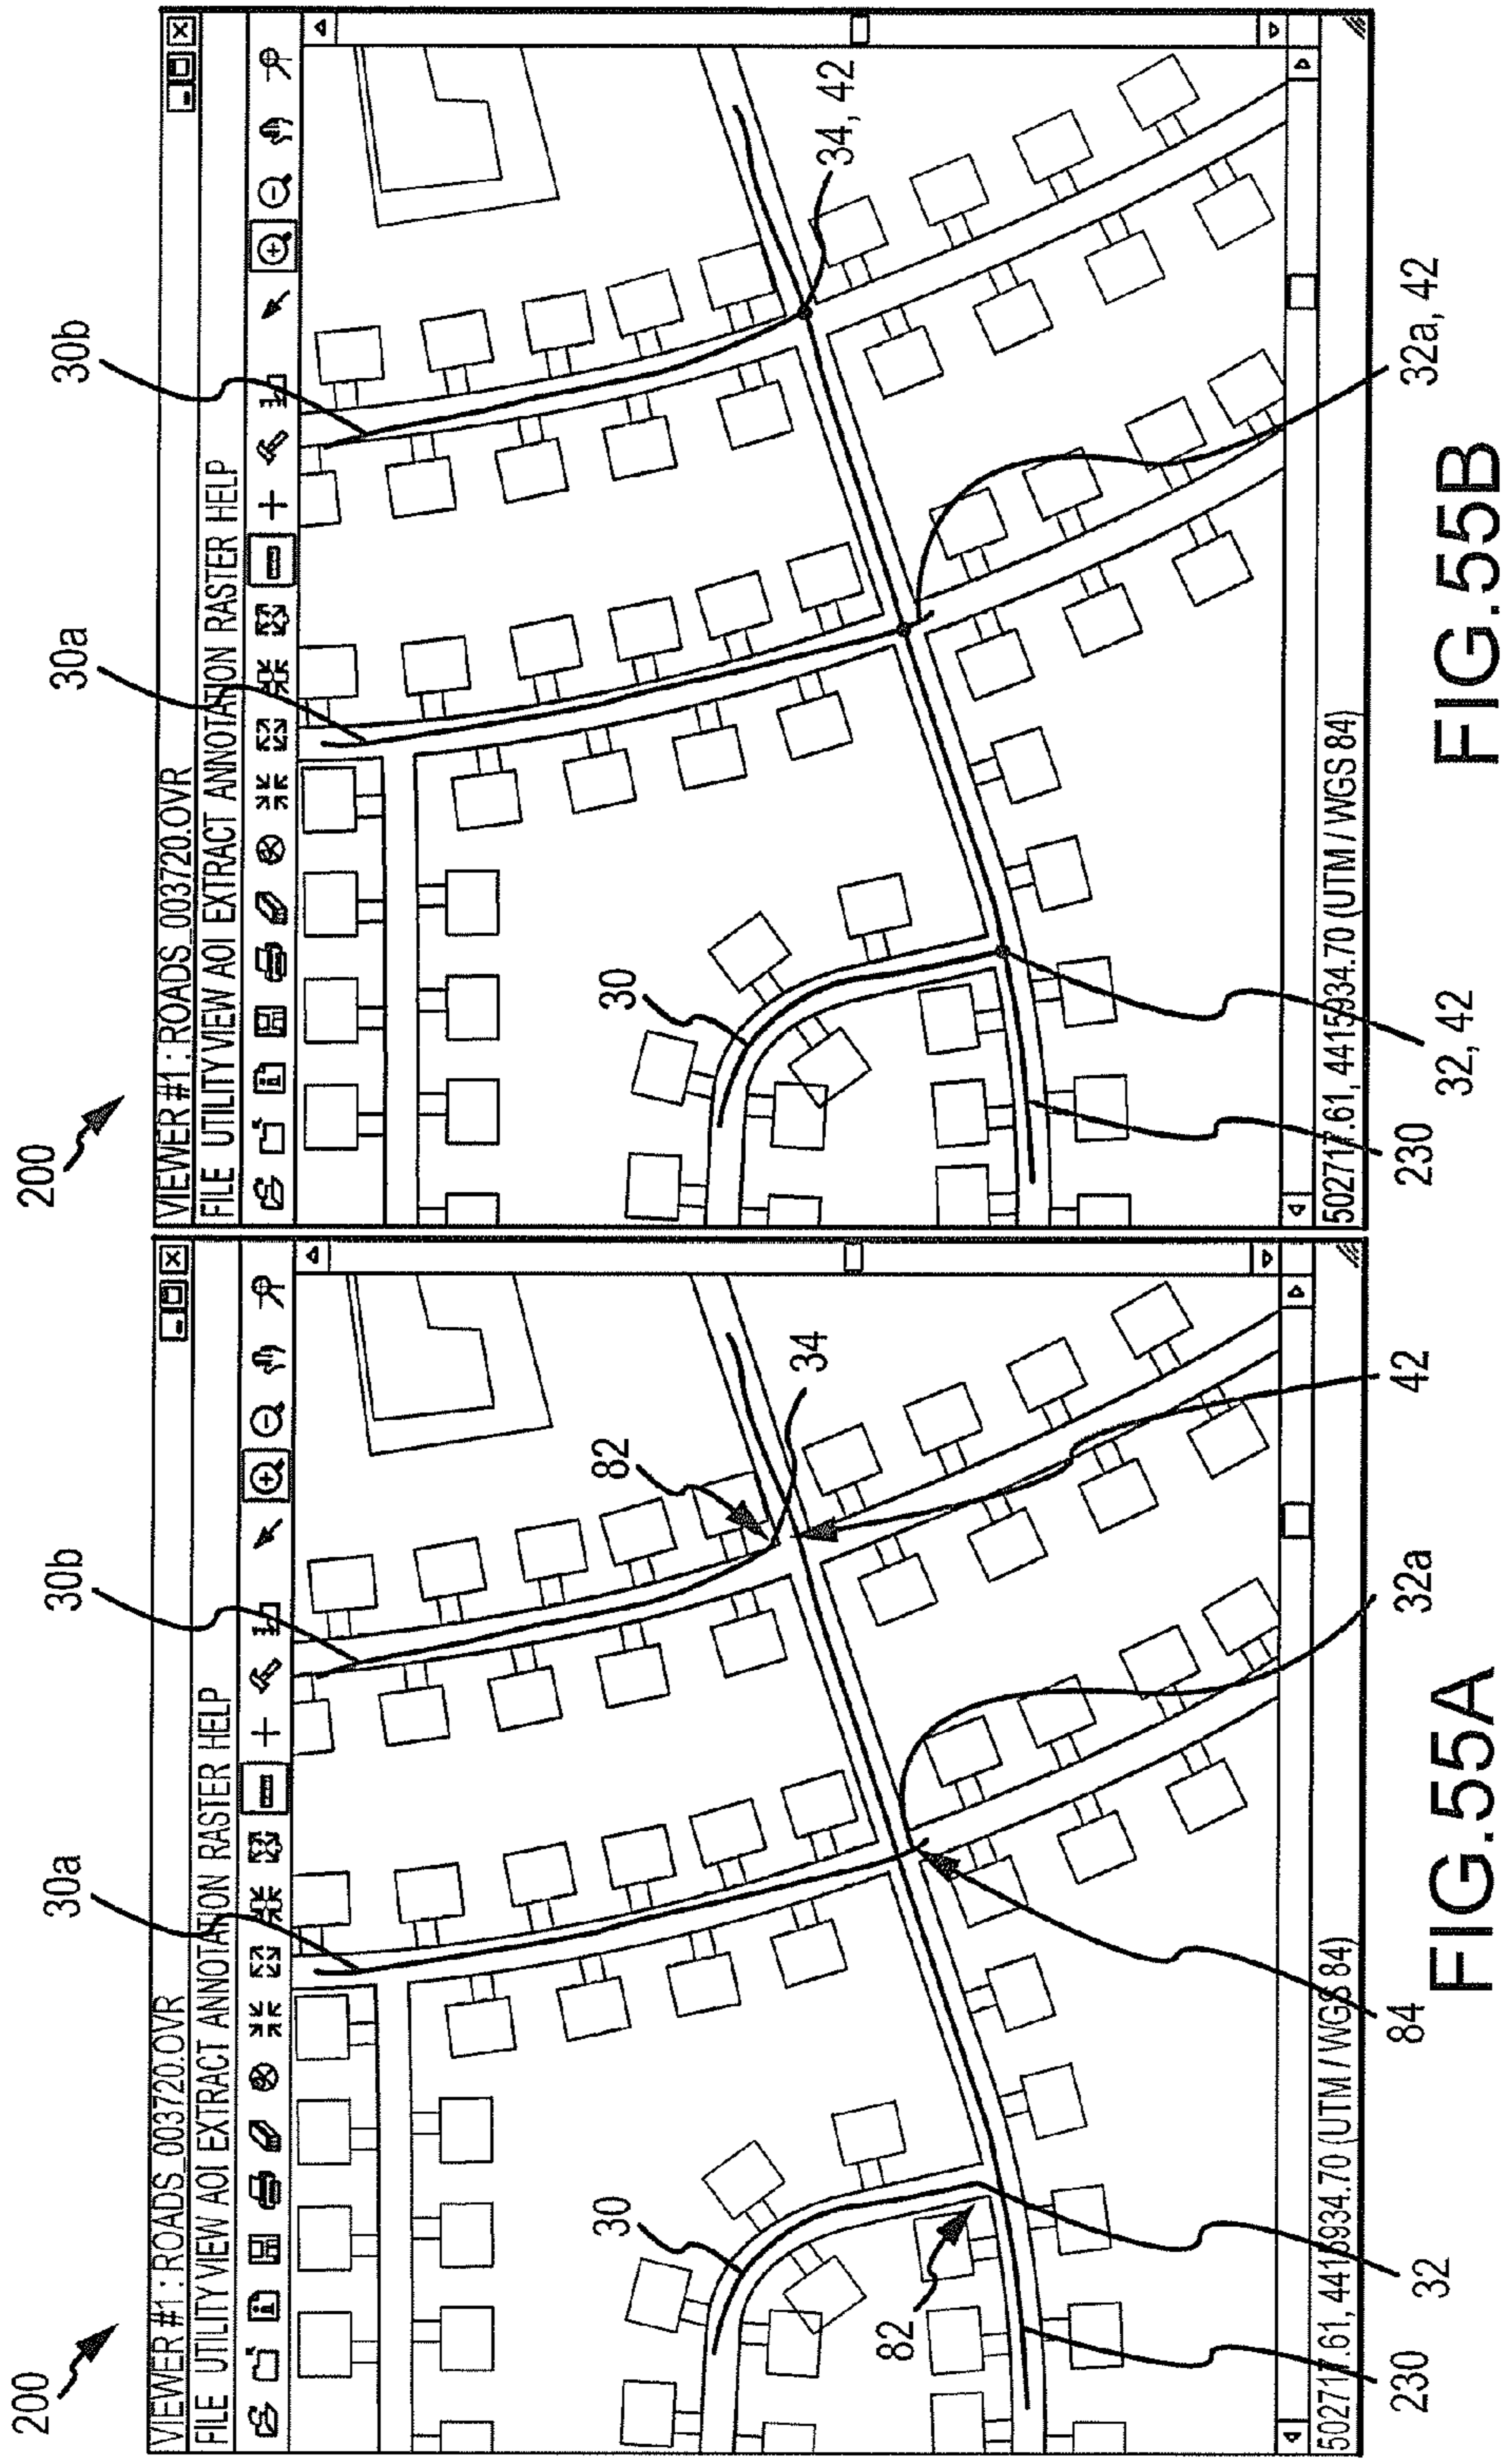 200
VIEWER #1 : ROADS_003720.OVR
FILE UTILITY VIEW AOI EXTRACT ANNOTATION RASTER HELP
30a
30b
30
82
34
82
230
32
84
32a
42
502717.61, 4415934.70 (UTM / WGS 84)
FIG.55A
200
VIEWER #1 : ROADS_003720.OVR
FILE UTILITY VIEW AOI EXTRACT ANNOTATION RASTER HELP
30a
30b
30
34, 42
230
32, 42
32a, 42
502717.61, 4415934.70 (UTM / WGS 84)
FIG.55B